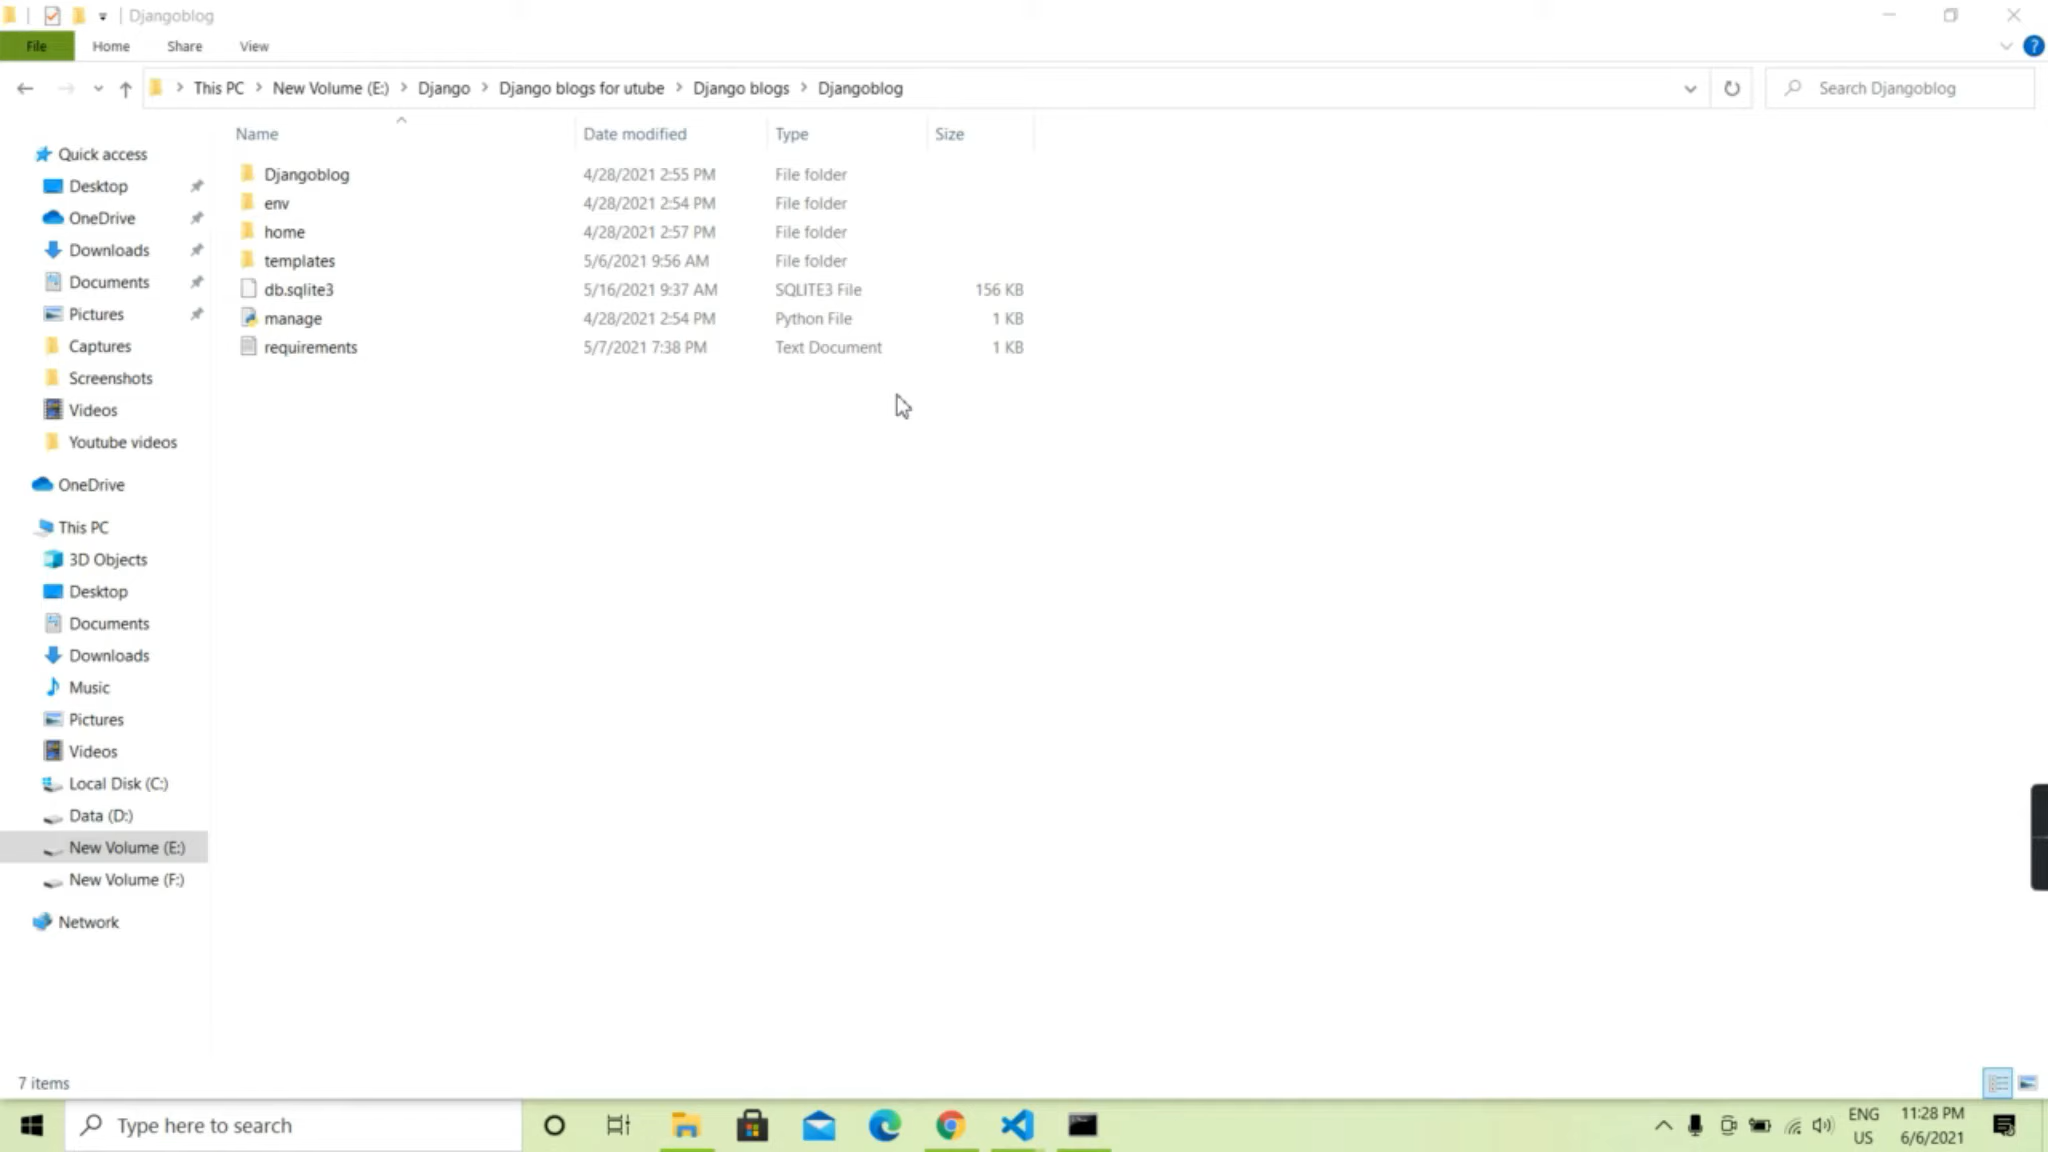 Djangoblog
File Home Share View
This PC New Volume (E:) Django Django blogs for utube Django blogs Djangoblog Search Djangoblog
Name Date modified Type Size
Quick access
Desktop
OneDrive
Downloads
Documents
Pictures
Captures
Screenshots
Videos
Youtube videos
OneDrive
This PC
3D Objects
Desktop
Documents
Downloads
Music
Pictures
Videos
Local Disk (C:)
Data (D:)
New Volume (E:)
New Volume (F:)
Network
Djangoblog 4/28/2021 2:55 PM File folder
env 4/28/2021 2:54 PM File folder
home 4/28/2021 2:57 PM File folder
templates 5/6/2021 9:56 AM File folder
db.sqlite3 5/16/2021 9:37 AM SQLITE3 File 156 KB
manage 4/28/2021 2:54 PM Python File 1 KB
requirements 5/7/2021 7:38 PM Text Document 1 KB
7 items
Type here to search
ENG
US
11:28 PM
6/6/2021